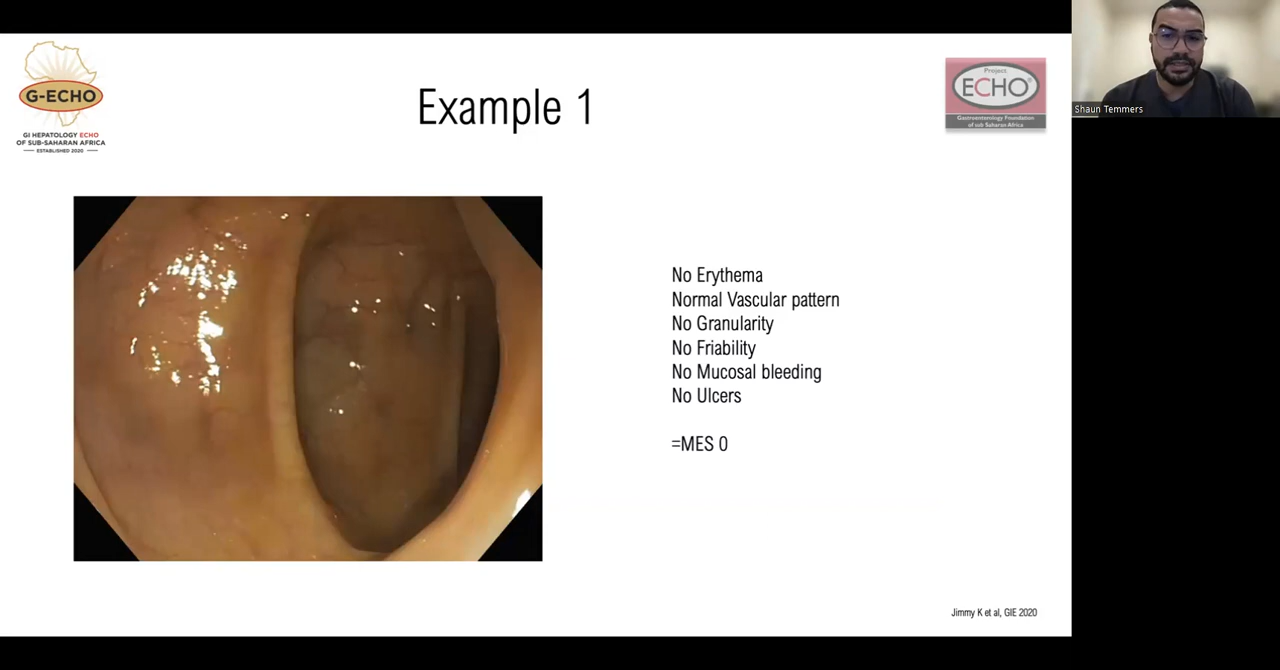 G-ECHO
GI HEPATOLOGY ECHO
OF SUB-SAHARAN AFRICA
ESTABLISHED 2020
Example 1
Project
ECHO®
Gastroenterology Foundation
of sub Saharan Africa
Shaun Temmers
No Erythema
Normal Vascular pattern
No Granularity
No Friability
No Mucosal bleeding
No Ulcers
=MES 0
Jimmy K et al, GIE 2020